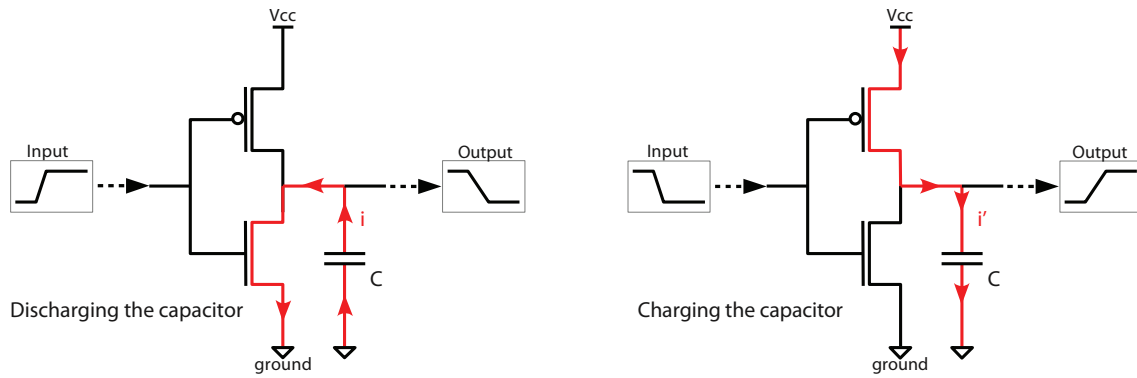 Vcc
Input
Output
i
C
Discharging the capacitor
ground
Vcc
Input
Output
i’
C
Charging the capacitor
ground